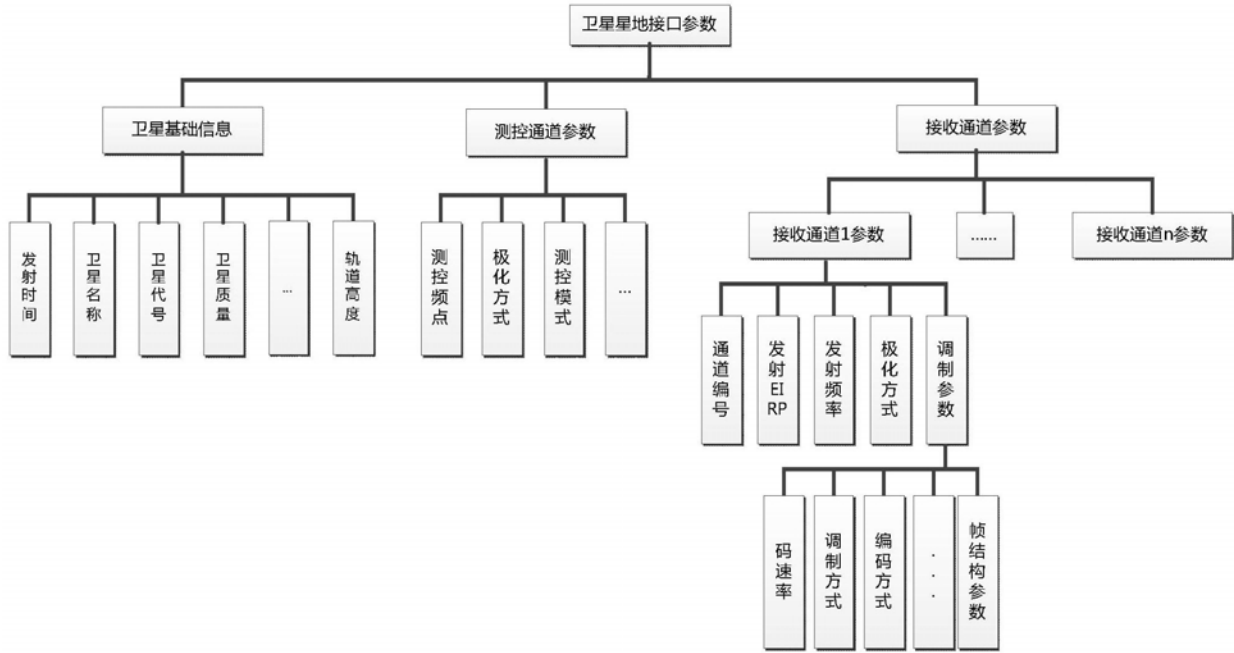 卫星星地接口参数
卫星基础信息
测控通道参数
接收通道参数
发射时间
卫星名称
卫星代号
卫星质量
...
轨道高度
测控频点
极化方式
测控模式
...
接收通道1参数
……
接收通道n参数
通道编号
发射EIRP
发射频率
极化方式
调制参数
码速率
调制方式
编码方式
...
帧结构参数